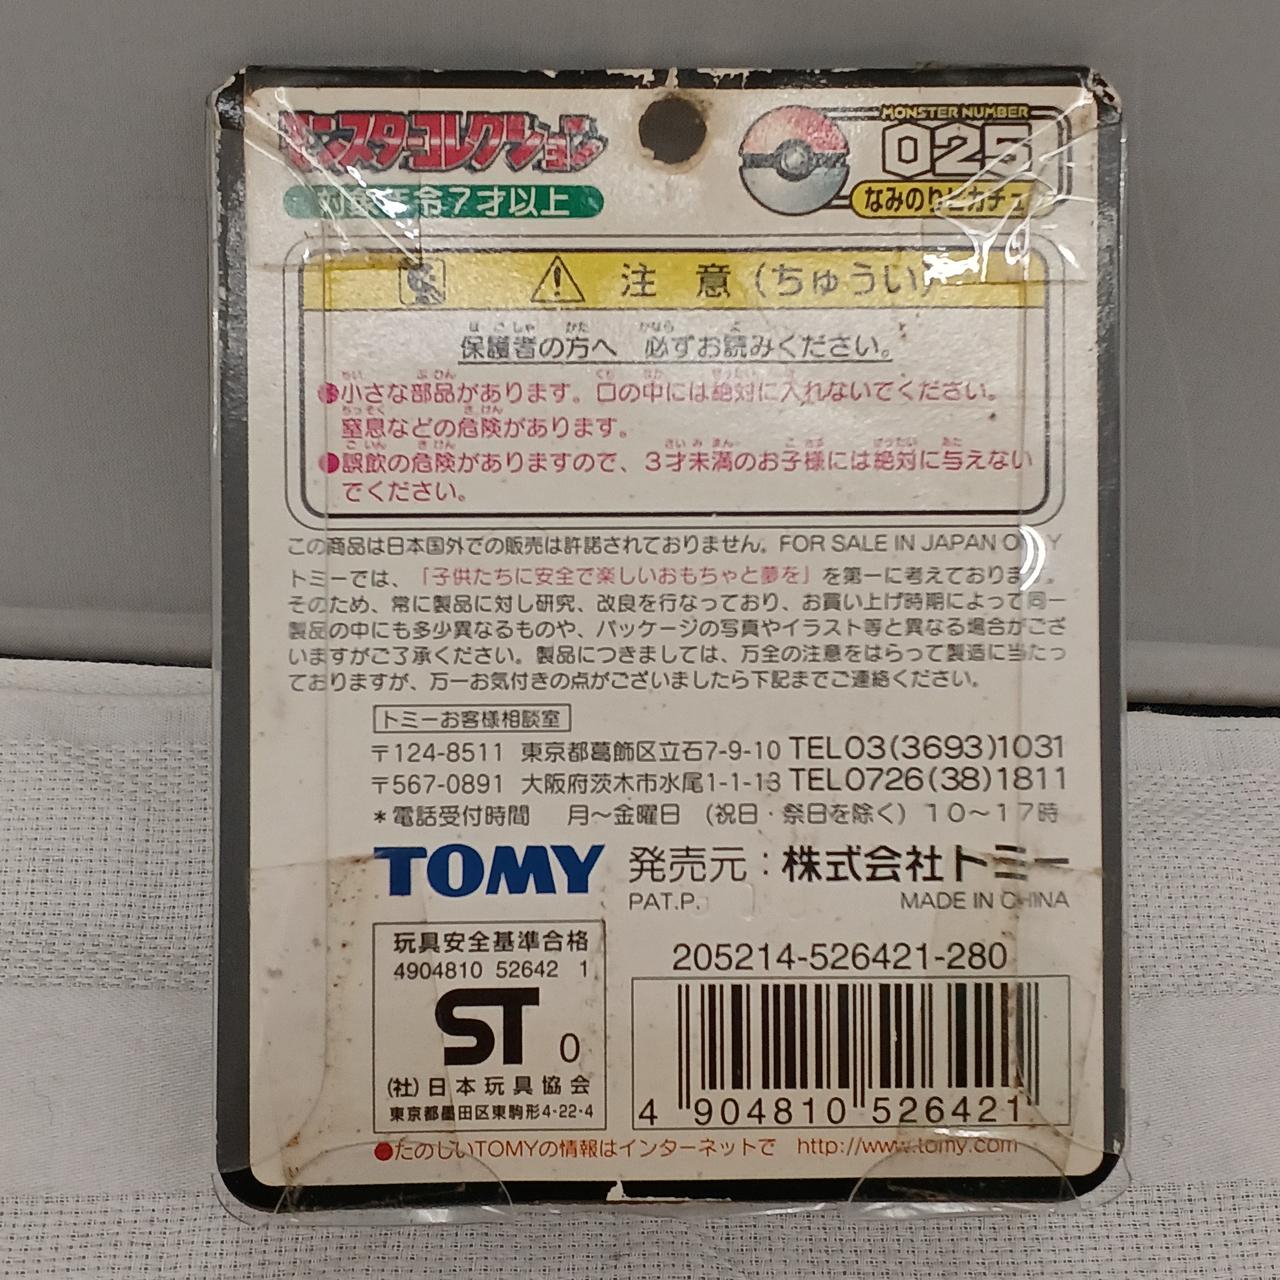 モンスターコレクション
対象年令7才以上
MONSTER NUMBER
025
なみのりピカチュウ
注 意（ちゅうい）
保護者の方へ 必ずお読みください。
●小さな部品があります。口の中には絶対に入れないでください。
窒息などの危険があります。
●誤飲の危険がありますので、3才未満のお子様には絶対に与えない
でください。
この商品は日本国外での販売は許諾されておりません。FOR SALE IN JAPAN ONLY
トミーでは、「子供たちに安全で楽しいおもちゃと夢を」を第一に考えております。
そのため、常に製品に対し研究、改良を行なっており、お買い上げ時期によって同一
製品の中にも多少異なるものや、パッケージの写真やイラスト等と異なる場合がござ
いますがご了承ください。製品につきましては、万全の注意をはらって製造に当たっ
ておりますが、万一お気付きの点がございましたら下記までご連絡ください。
トミーお客様相談室
〒124-8511 東京都葛飾区立石7-9-10 TEL03(3693)1031
〒567-0891 大阪府茨木市水尾1-1-13 TEL0726(38)1811
＊電話受付時間 月～金曜日 （祝日・祭日を除く）10～17時
TOMY 発売元：株式会社トミー
PAT.P. MADE IN CHINA
玩具安全基準合格
4904810 52642 1
ST 0
(社)日本玩具協会
東京都墨田区東駒形4-22-4
205214-526421-280
4 904810 526421
●たのしいTOMYの情報はインターネットで http://www.tomy.com